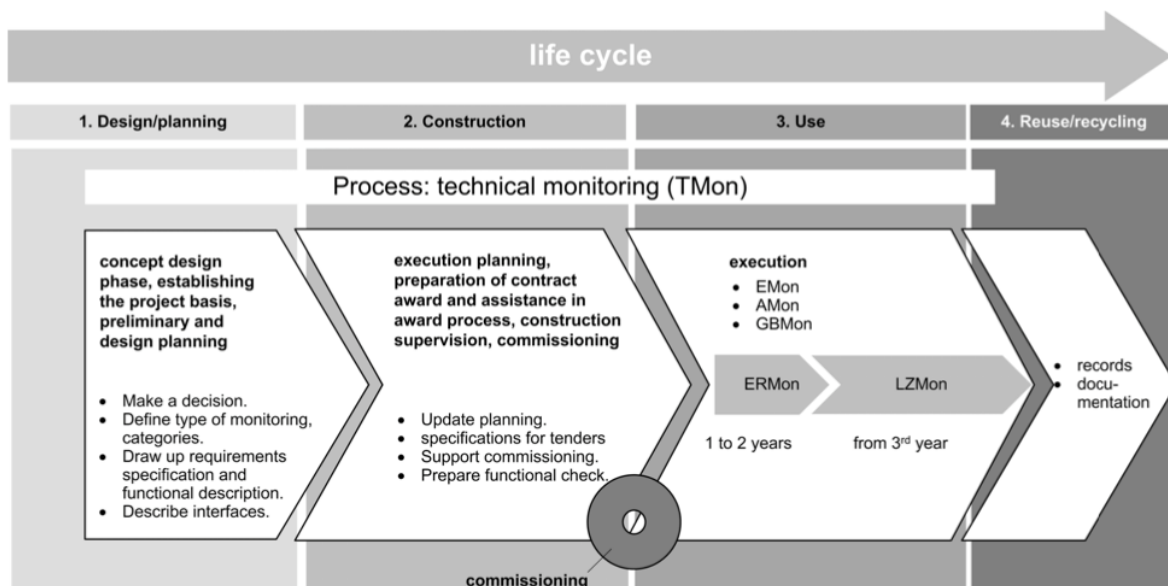 life cycle
1. Design/planning
2. Construction
3. Use
4. Reuse/recycling
Process: technical monitoring (TMon)
concept design
phase, establishing
the project basis,
preliminary and
design planning
• Make a decision.
• Define type of monitoring,
categories.
• Draw up requirements
specification and
functional description.
• Describe interfaces.
execution planning,
preparation of contract
award and assistance in
award process, construction
supervision, commissioning
• Update planning.
• specifications for tenders
• Support commissioning.
• Prepare functional check.
commissioning
execution
• EMon
• AMon
• GBMon
ERMon
LZMon
1 to 2 years
from 3rd year
• records
• docu-
mentation